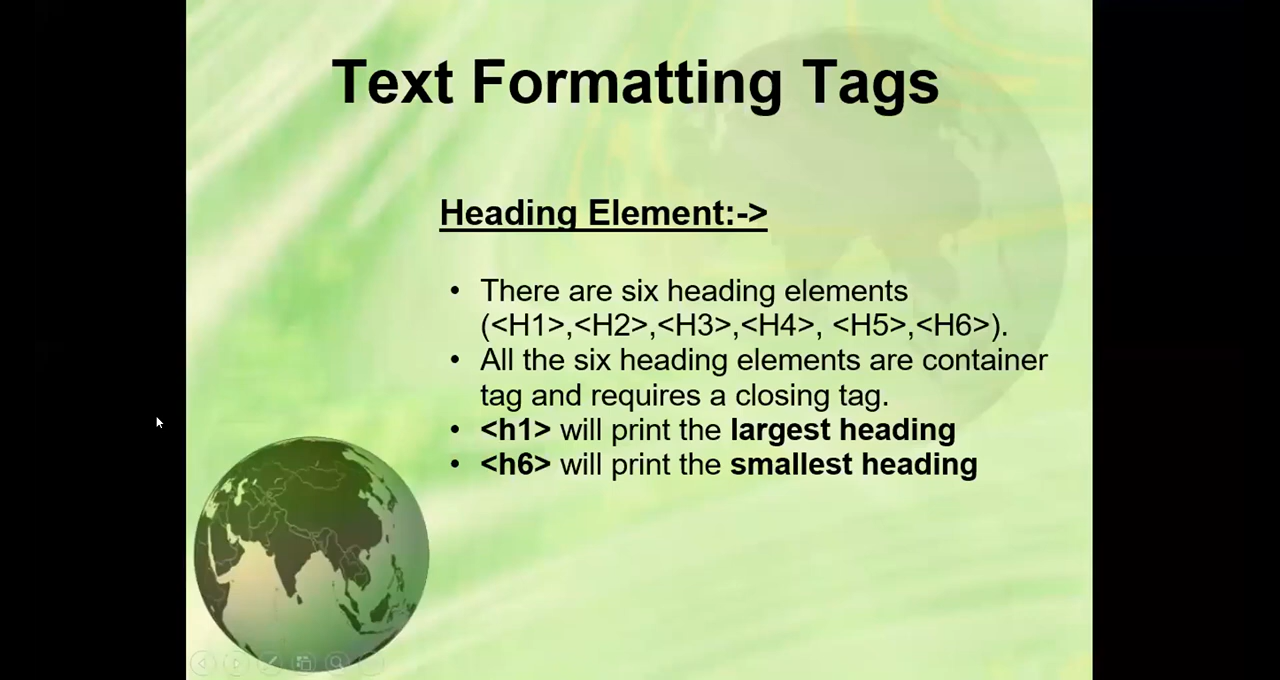 Text Formatting Tags
Heading Element:->
• There are six heading elements
(<H1>,<H2>,<H3>,<H4>, <H5>,<H6>).
• All the six heading elements are container
tag and requires a closing tag.
• <h1> will print the largest heading
• <h6> will print the smallest heading